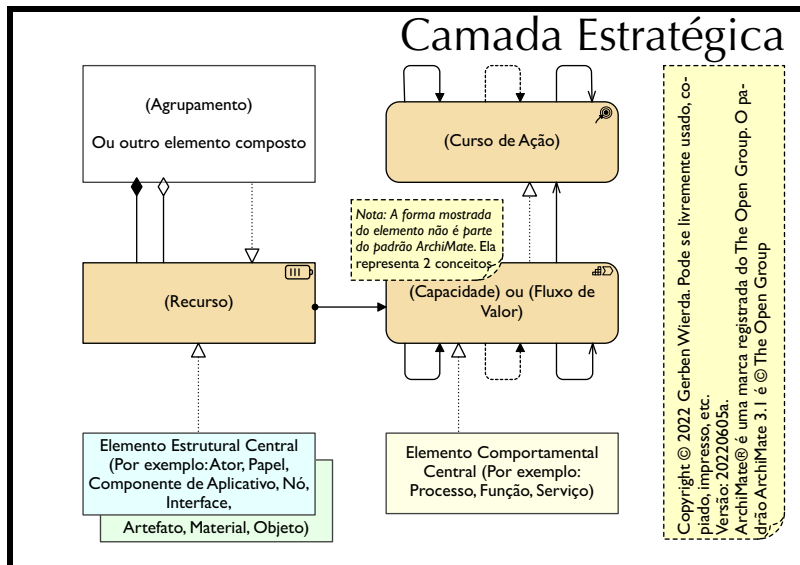 Camada Estratégica
(Agrupamento)
Ou outro elemento composto
(Curso de Ação)
Nota: A forma mostrada
do elemento não é parte
do padrão ArchiMate. Ela
representa 2 conceitos.
(Recurso)
(Capacidade) ou (Fluxo de
Valor)
Elemento Estrutural Central
(Por exemplo: Ator, Papel,
Componente de Aplicativo, Nó,
Interface,
Artefato, Material, Objeto)
Elemento Comportamental
Central (Por exemplo:
Processo, Função, Serviço)
Copyright © 2022 Gerben Wierda. Pode se livremente usado, co-
piado, impresso, etc.
Versão: 20220605a.
ArchiMate® é uma marca registrada do The Open Group. O pa-
drão ArchiMate 3.1 é © The Open Group